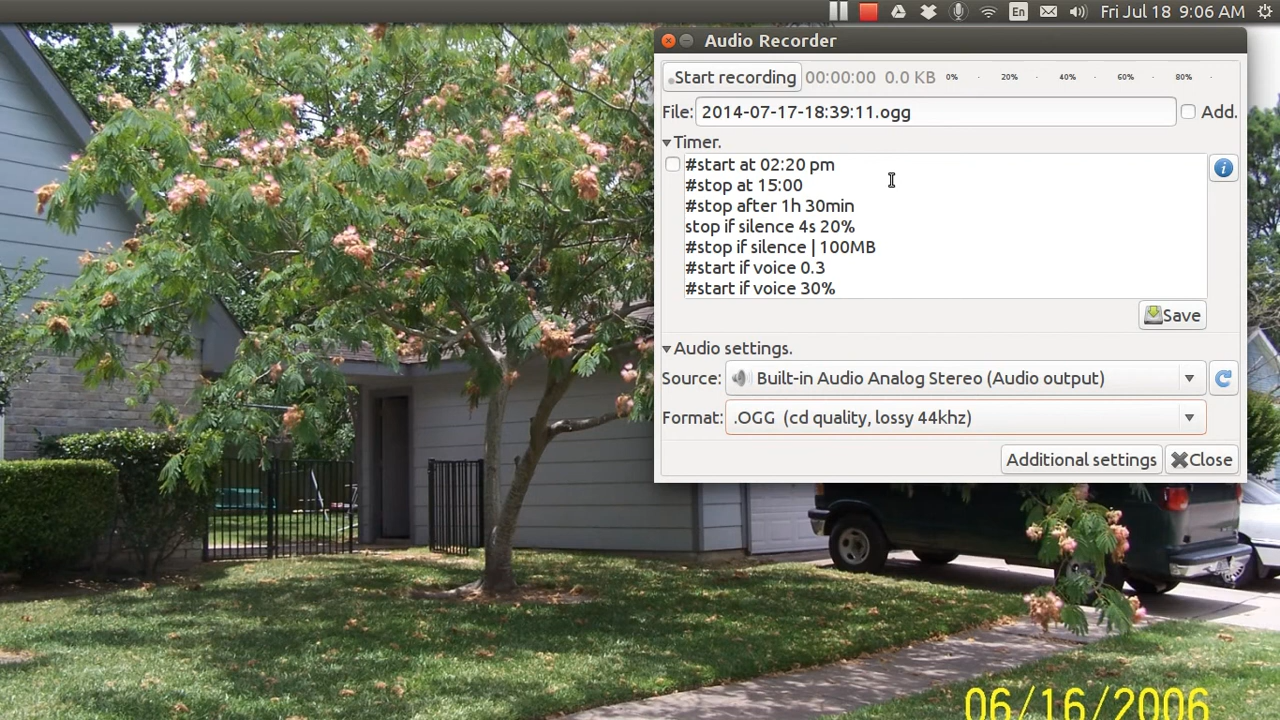 En
Fri Jul 18 9:06 AM
Audio Recorder
Start recording 00:00:00 0.0 KB 0% 20% 40% 60% 80%
File: 2014-07-17-18:39:11.ogg Add.
Timer.
#start at 02:20 pm
#stop at 15:00
#stop after 1h 30min
stop if silence 4s 20%
#stop if silence | 100MB
#start if voice 0.3
#start if voice 30%
Save
Audio settings.
Source: Built-in Audio Analog Stereo (Audio output)
Format: .OGG (cd quality, lossy 44khz)
Additional settings Close
06/16/2006